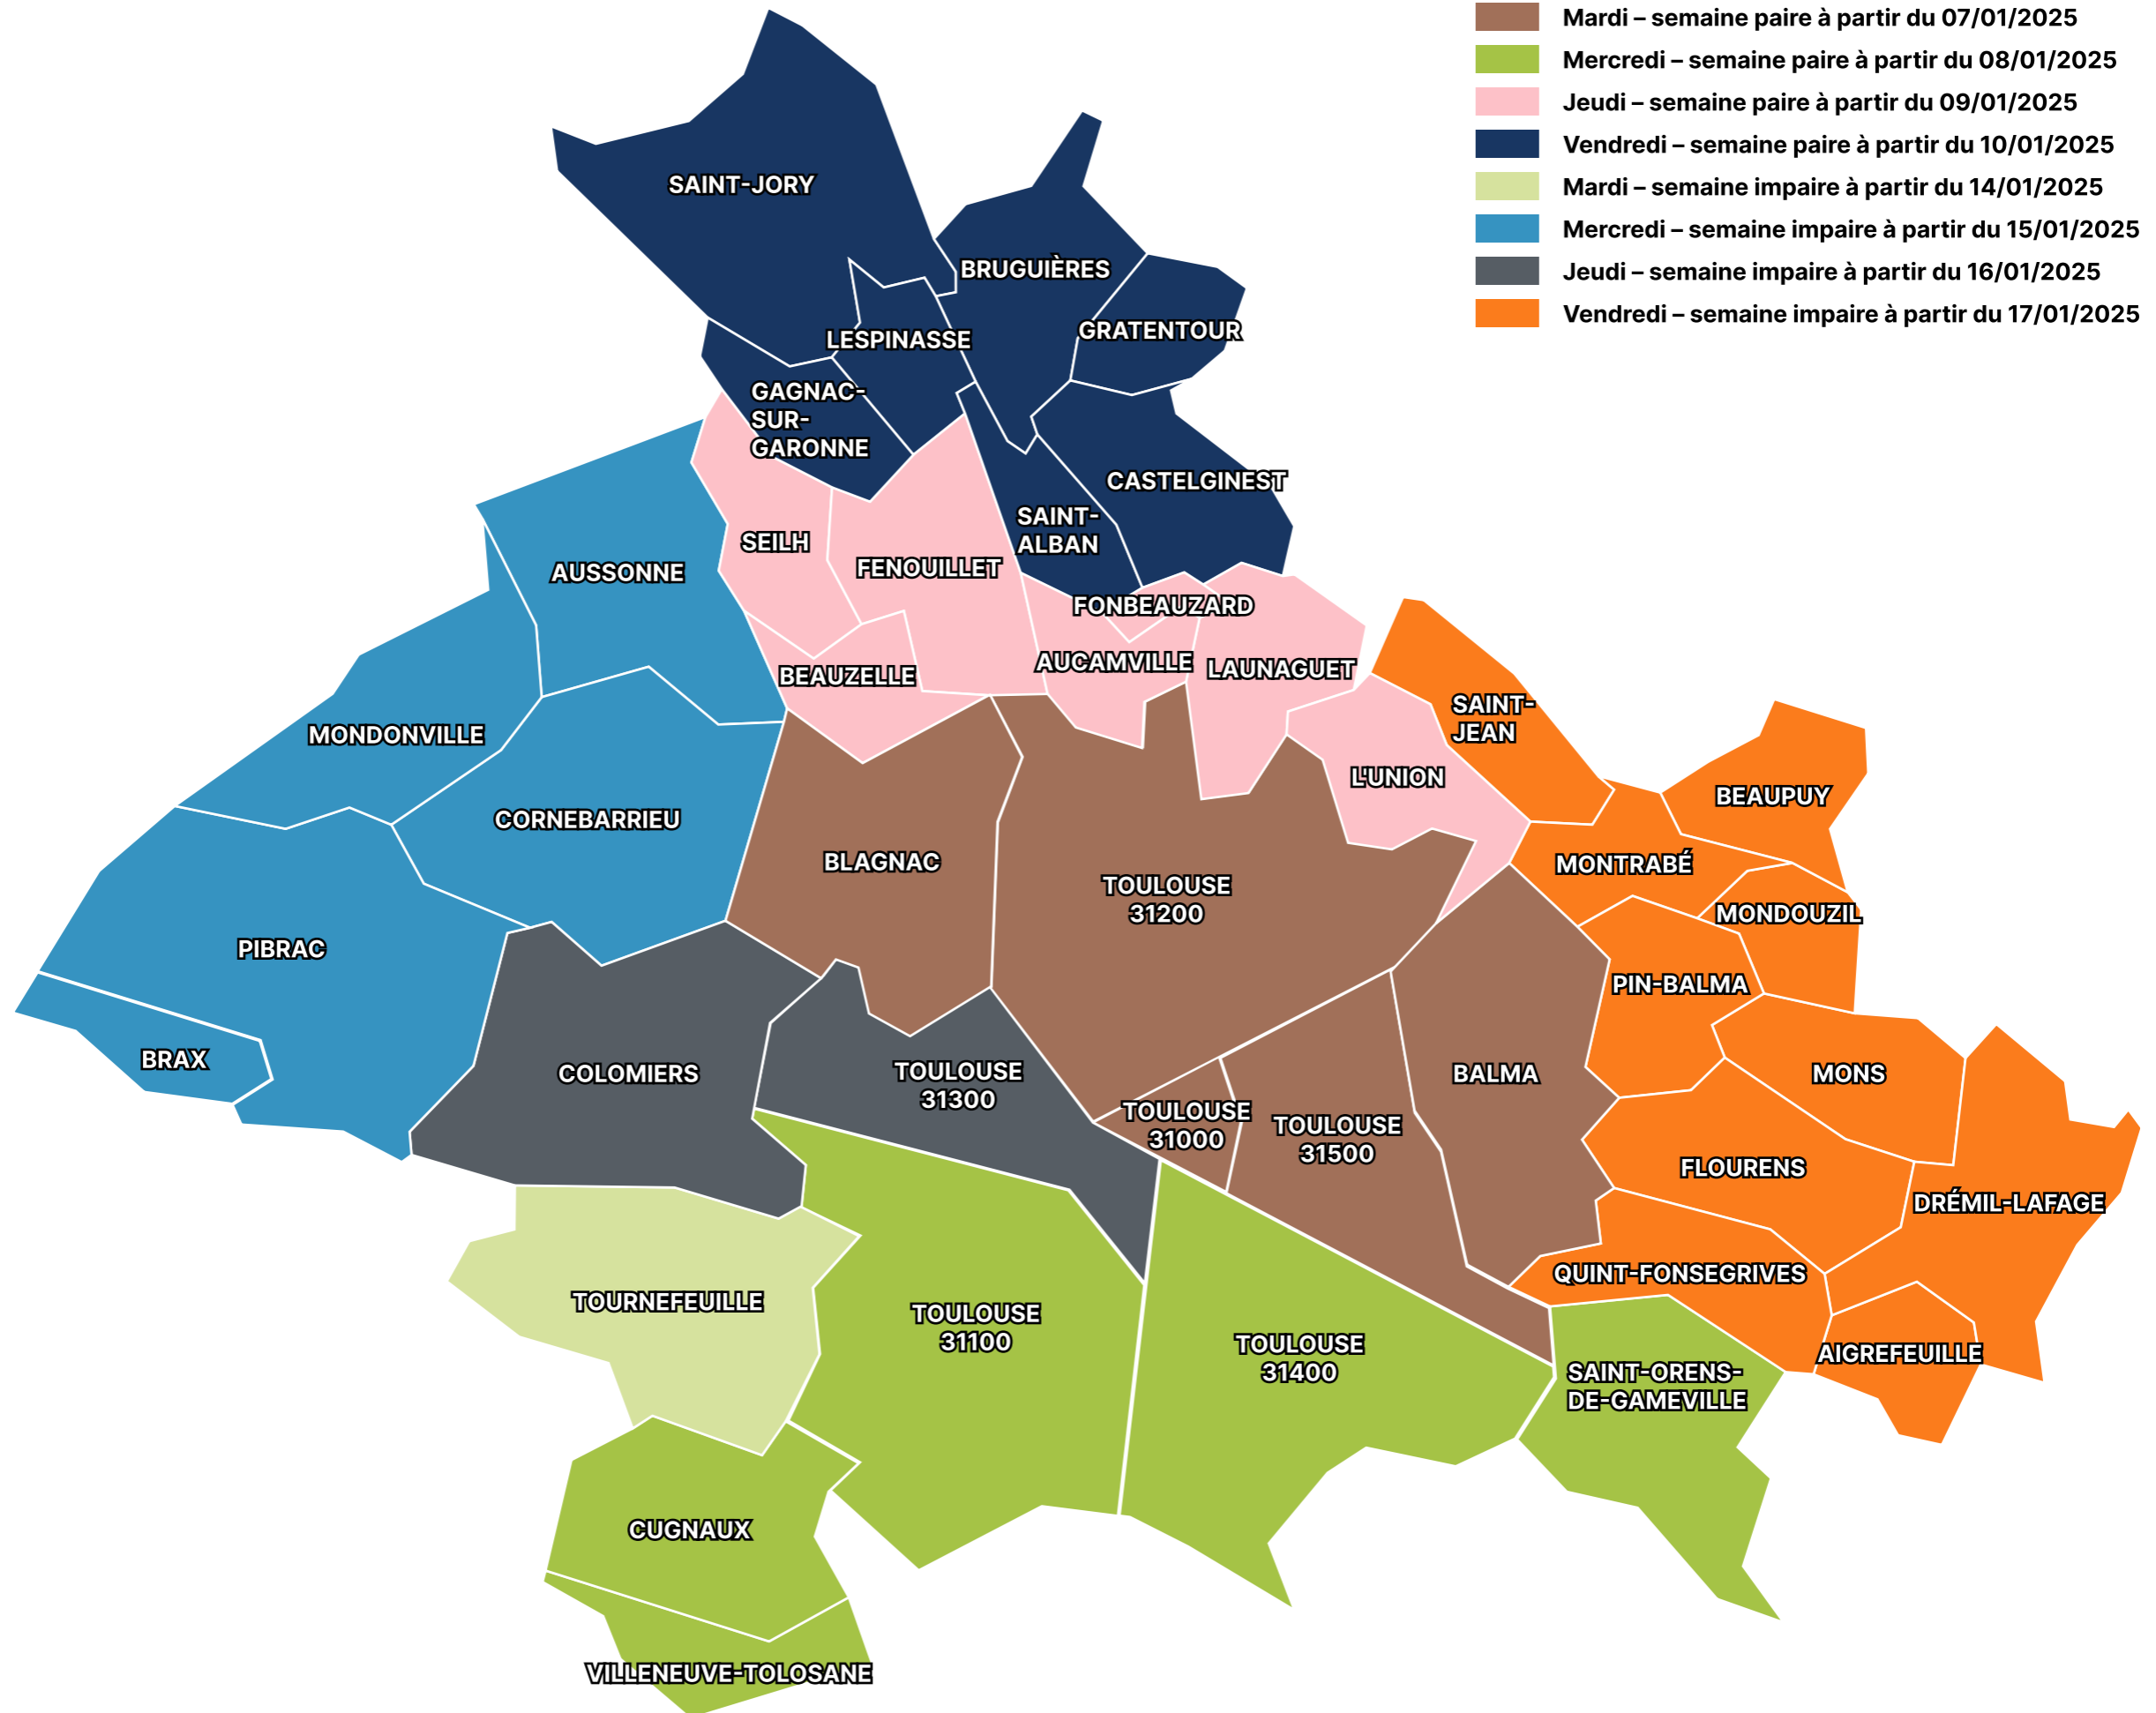 Mardi – semaine paire à partir du 07/01/2025
Mercredi – semaine paire à partir du 08/01/2025
Jeudi – semaine paire à partir du 09/01/2025
Vendredi – semaine paire à partir du 10/01/2025
Mardi – semaine impaire à partir du 14/01/2025
Mercredi – semaine impaire à partir du 15/01/2025
Jeudi – semaine impaire à partir du 16/01/2025
Vendredi – semaine impaire à partir du 17/01/2025
SAINT-JORY
BRUGUIÈRES
GRATENTOUR
LESPINASSE
GAGNAC-
SUR-
GARONNE
CASTELGINEST
SAINT-
ALBAN
SEILH
FENOUILLET
AUSSONNE
FONBEAUZARD
AUCAMVILLE
LAUNAGUET
BEAUZELLE
SAINT-
JEAN
MONDONVILLE
L'UNION
BEAUPUY
CORNEBARRIEU
BLAGNAC
MONTRABÉ
TOULOUSE
31200
MONDOUZIL
PIBRAC
PIN-BALMA
BRAX
COLOMIERS
TOULOUSE
31300
BALMA
MONS
TOULOUSE
31000
TOULOUSE
31500
FLOURENS
DRÉMIL-LAFAGE
QUINT-FONSEGRIVES
TOURNEFEUILLE
TOULOUSE
31100
TOULOUSE
31400
AIGREFEUILLE
SAINT-ORENS-
DE-GAMEVILLE
CUGNAUX
VILLENEUVE-TOLOSANE